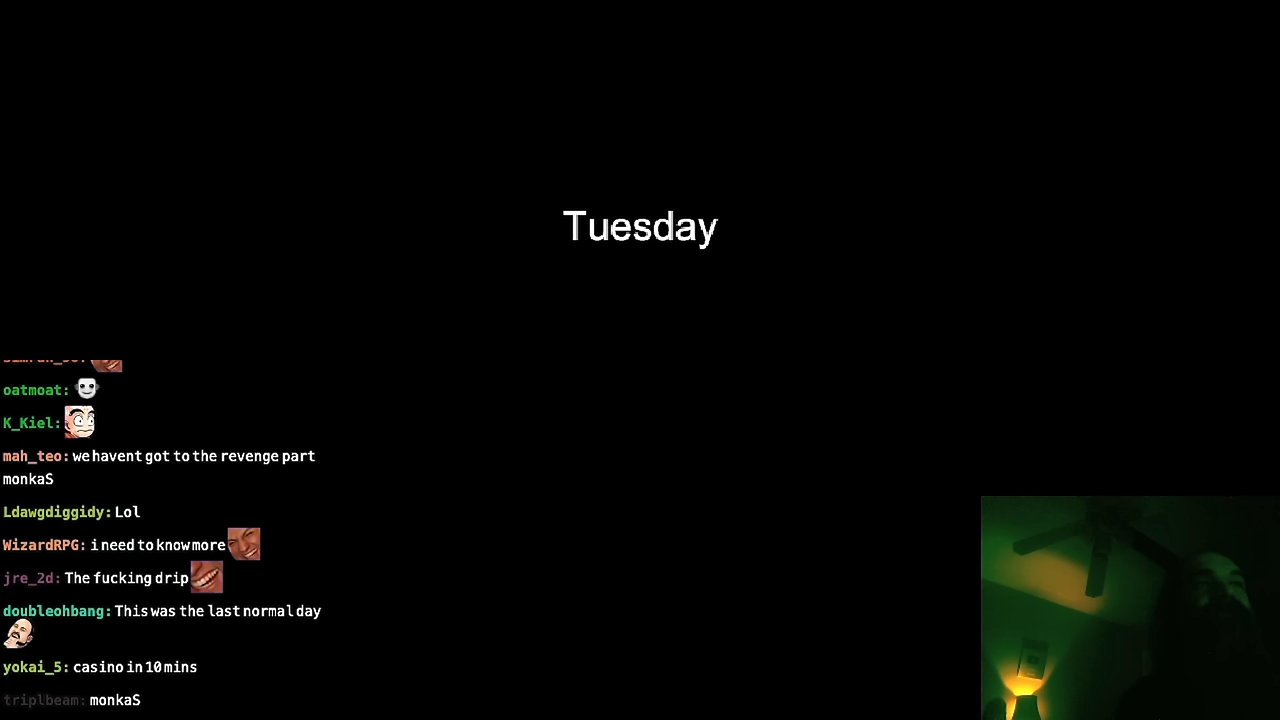 Tuesday
oatmoat:
K_Kiel:
mah_teo: we havent got to the revenge part
monkaS
Ldawgdiggidy: Lol
WizardRPG: i need to know more
jre_2d: The fucking drip
doubleohbang: This was the last normal day
yokai_5: casino in 10 mins
triplbeam: monkaS